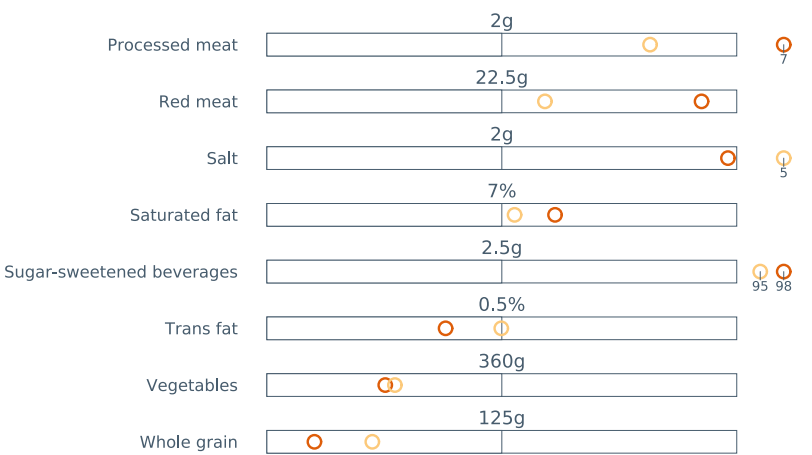 2g
Processed meat
7
22.5g
Red meat
2g
Salt
5
7%
Saturated fat
2.5g
Sugar-sweetened beverages
95 98
0.5%
Trans fat
360g
Vegetables
125g
Whole grain